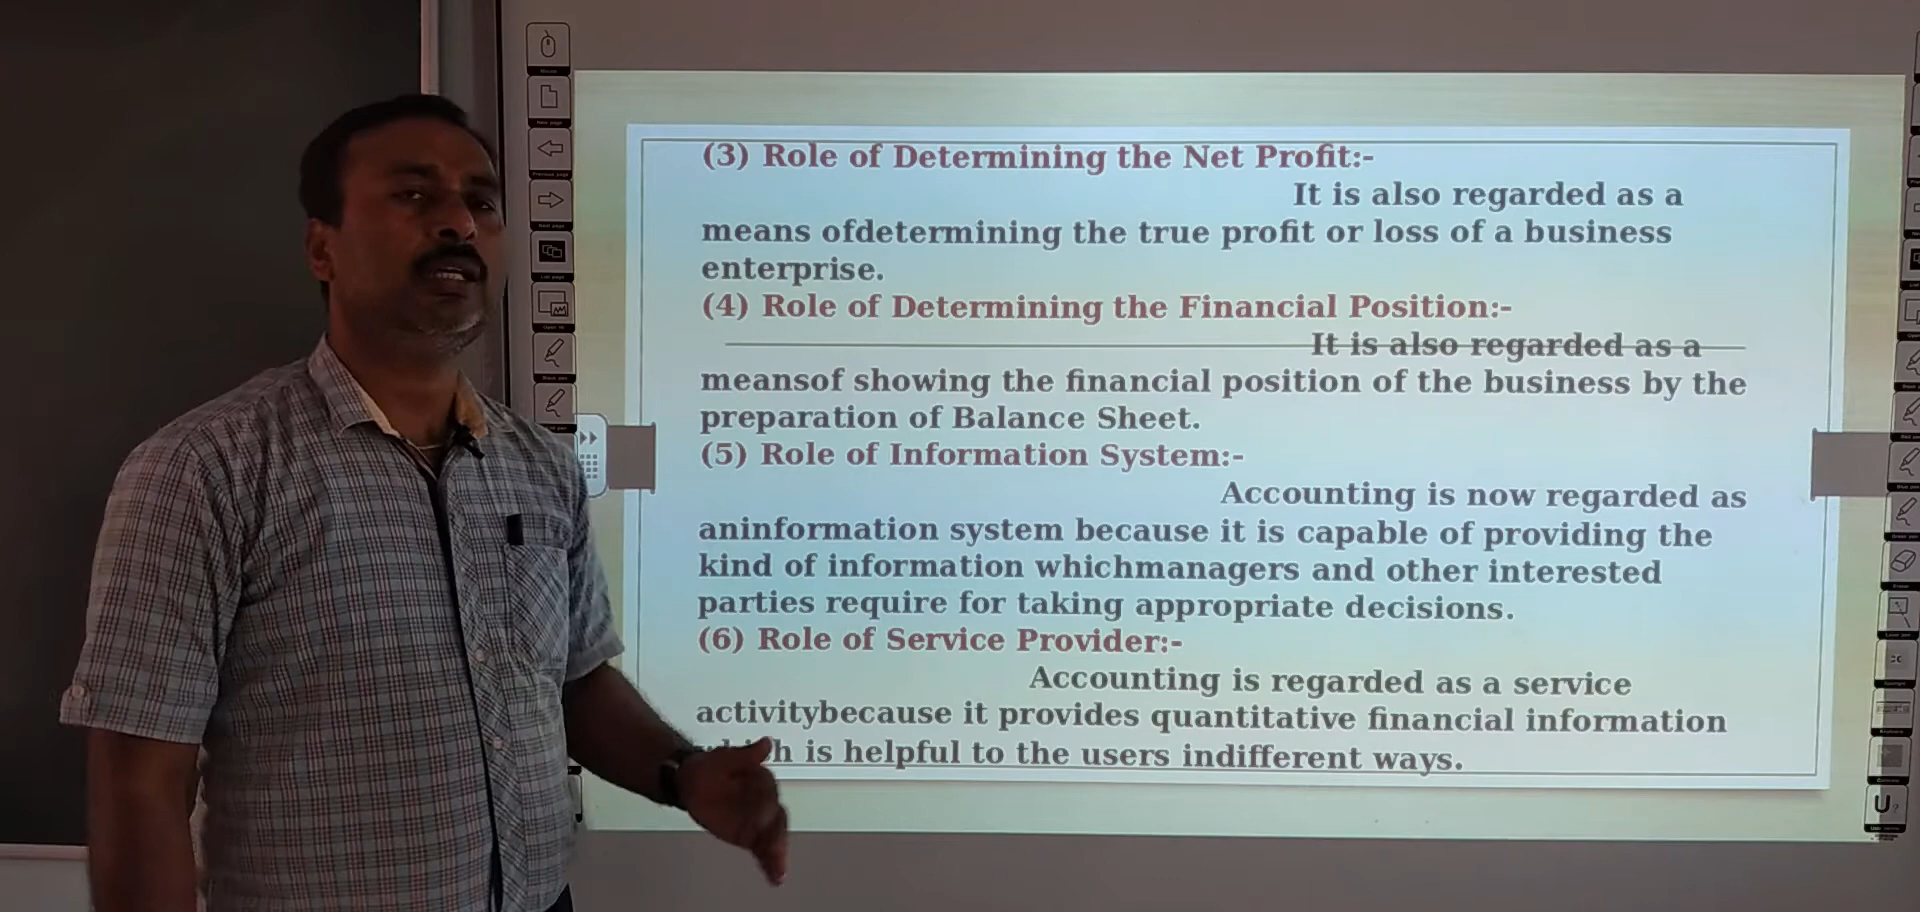 (3) Role of Determining the Net Profit:-
It is also regarded as a
means ofdetermining the true profit or loss of a business
enterprise.
(4) Role of Determining the Financial Position:-
It is also regarded as a
meansof showing the financial position of the business by the
preparation of Balance Sheet.
(5) Role of Information System:-
Accounting is now regarded as
aninformation system because it is capable of providing the
kind of information whichmanagers and other interested
parties require for taking appropriate decisions.
(6) Role of Service Provider:-
Accounting is regarded as a service
activitybecause it provides quantitative financial information
is helpful to the users indifferent ways.